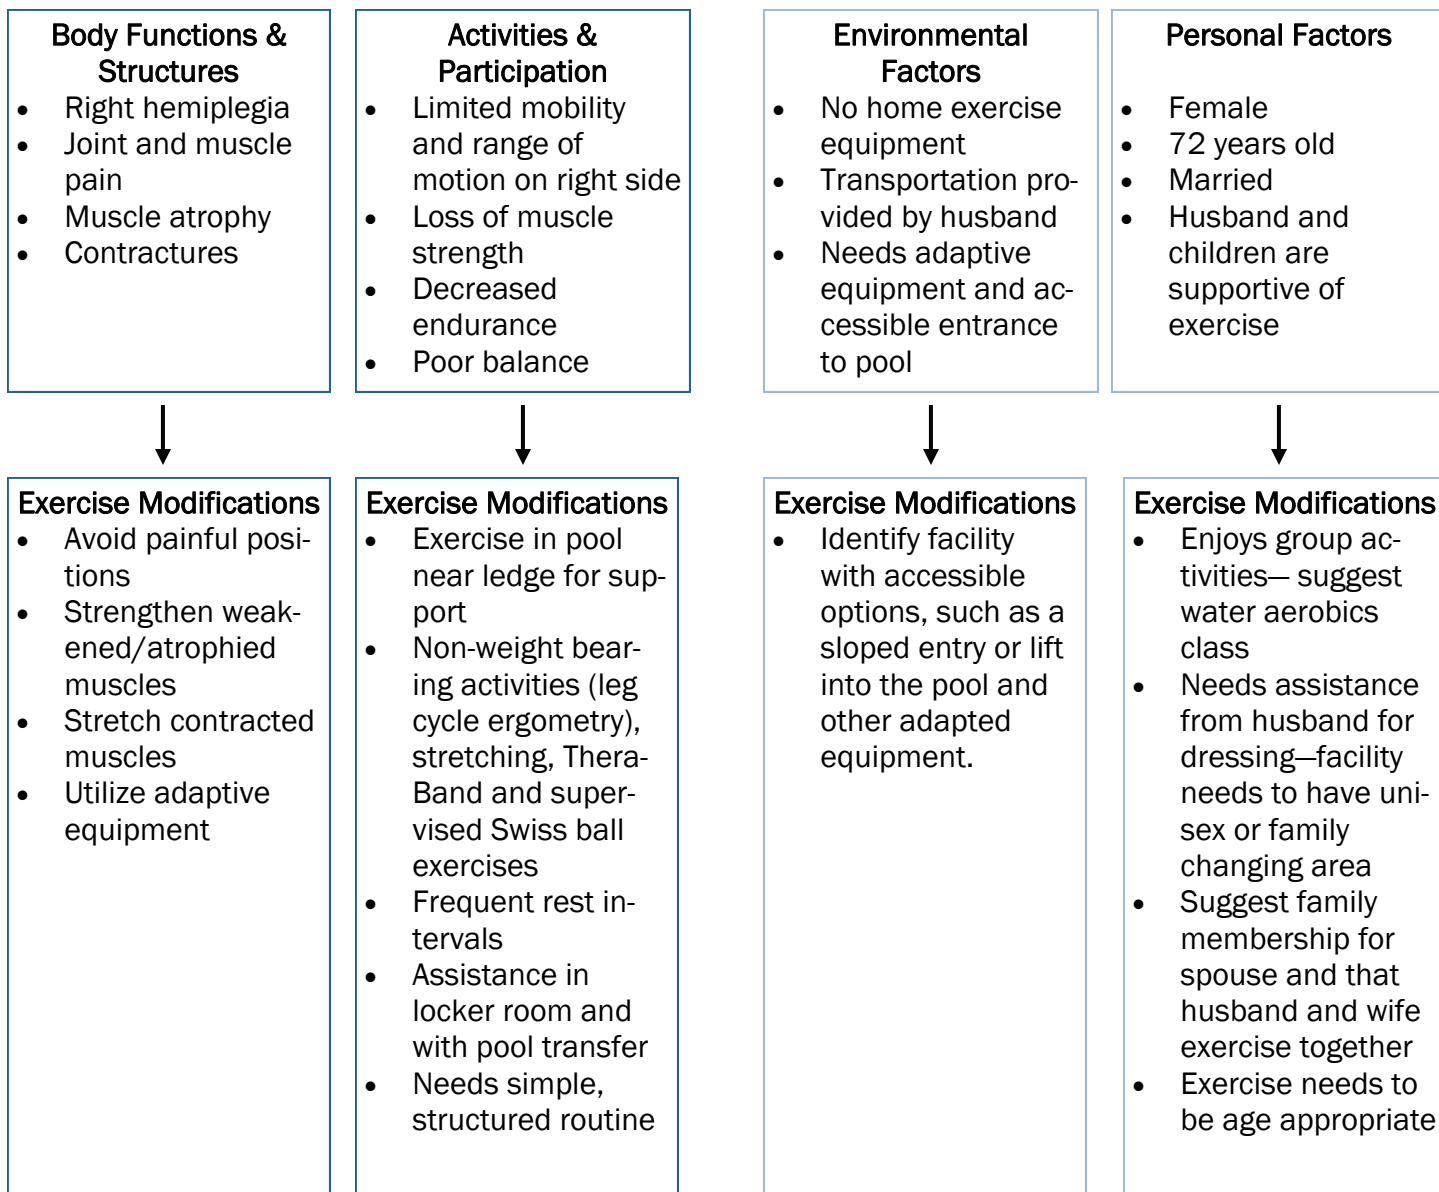 Body Functions &
Structures
• Right hemiplegia
• Joint and muscle
pain
• Muscle atrophy
• Contractures
Activities &
Participation
• Limited mobility
and range of
motion on right side
• Loss of muscle
strength
• Decreased
endurance
• Poor balance
Environmental
Factors
• No home exercise
equipment
• Transportation pro-
vided by husband
• Needs adaptive
equipment and ac-
cessible entrance
to pool
Personal Factors
• Female
• 72 years old
• Married
• Husband and
children are
supportive of
exercise
Exercise Modifications
• Avoid painful posi-
tions
• Strengthen weak-
ened/atrophied
muscles
• Stretch contracted
muscles
• Utilize adaptive
equipment
Exercise Modifications
• Exercise in pool
near ledge for sup-
port
• Non-weight bear-
ing activities (leg
cycle ergometry),
stretching, Thera-
Band and super-
vised Swiss ball
exercises
• Frequent rest in-
tervals
• Assistance in
locker room and
with pool transfer
• Needs simple,
structured routine
Exercise Modifications
• Identify facility
with accessible
options, such as a
sloped entry or lift
into the pool and
other adapted
equipment.
Exercise Modifications
• Enjoys group ac-
tivities— suggest
water aerobics
class
• Needs assistance
from husband for
dressing—facility
needs to have uni-
sex or family
changing area
• Suggest family
membership for
spouse and that
husband and wife
exercise together
• Exercise needs to
be age appropriate